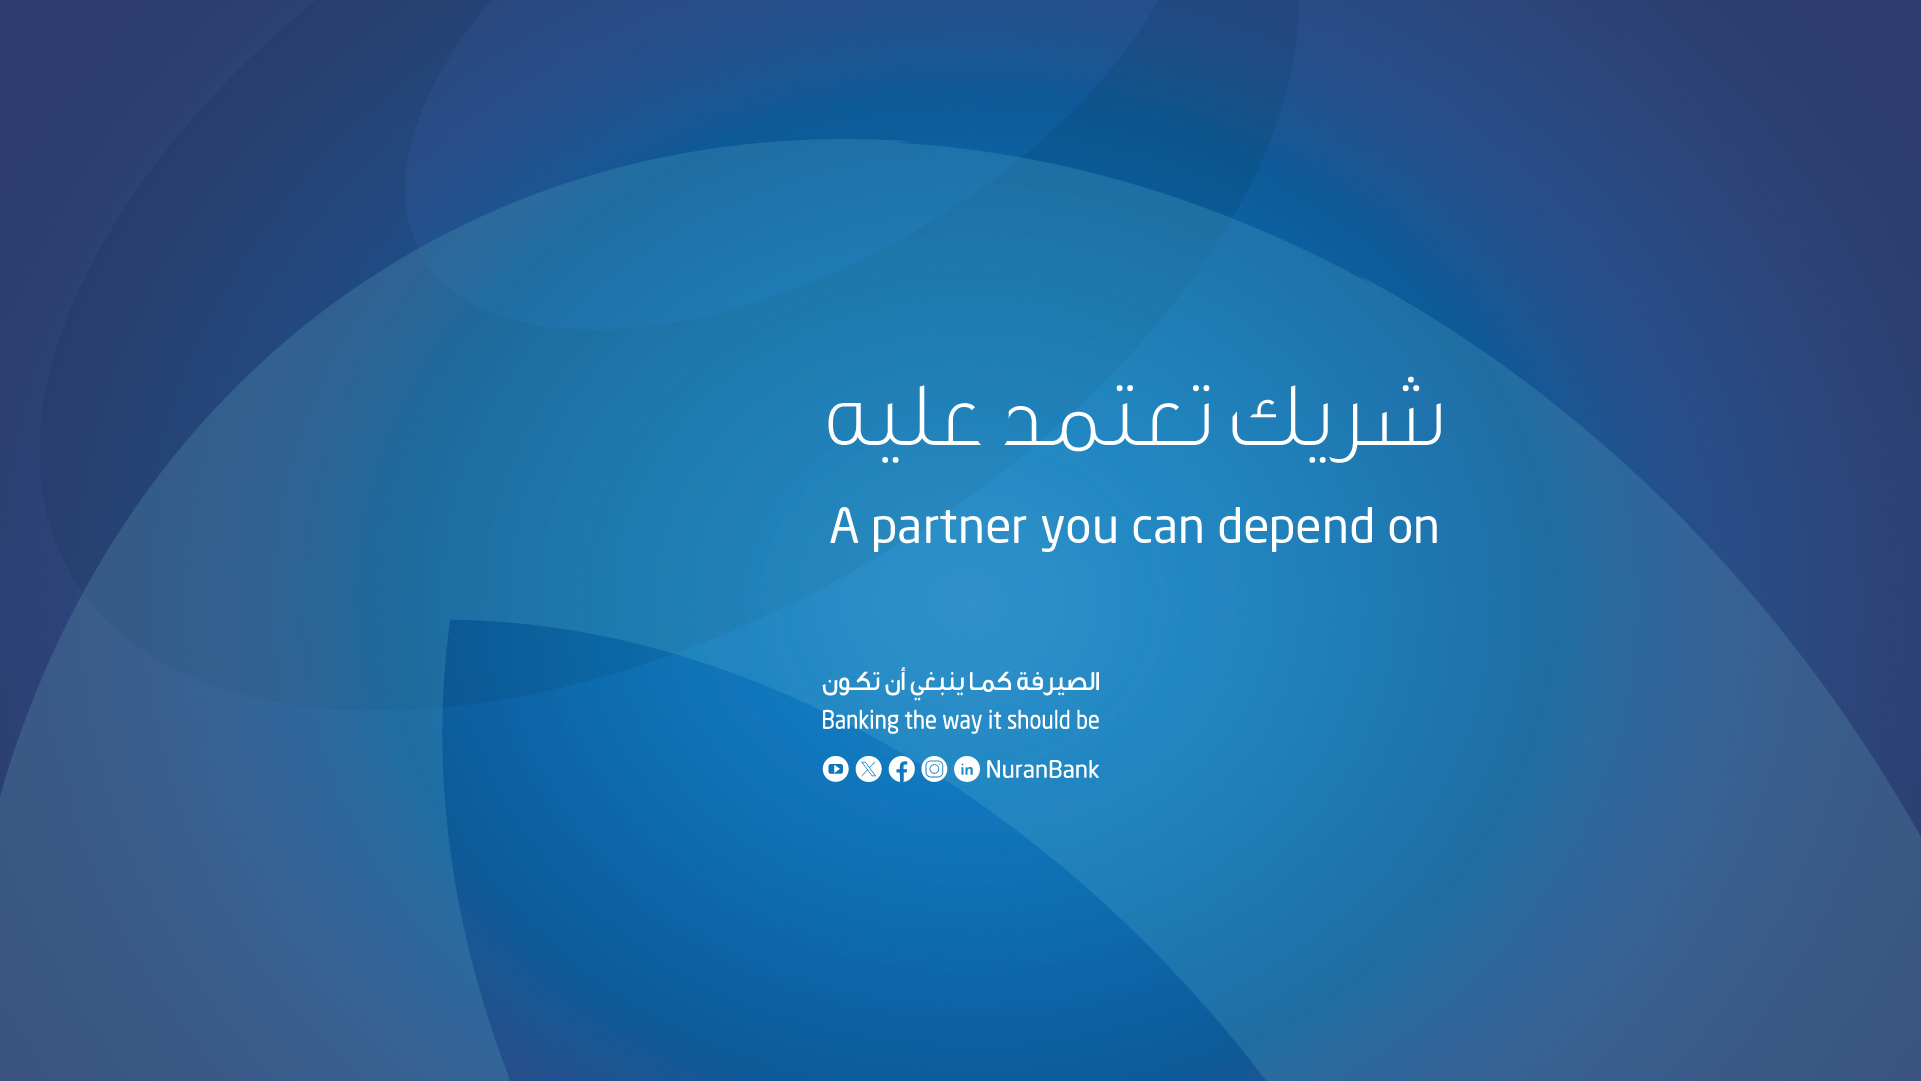 شريك تعتمد عليه
A partner you can depend on
الصيرفة كما ينبغي أن تكون
Banking the way it should be
NuranBank